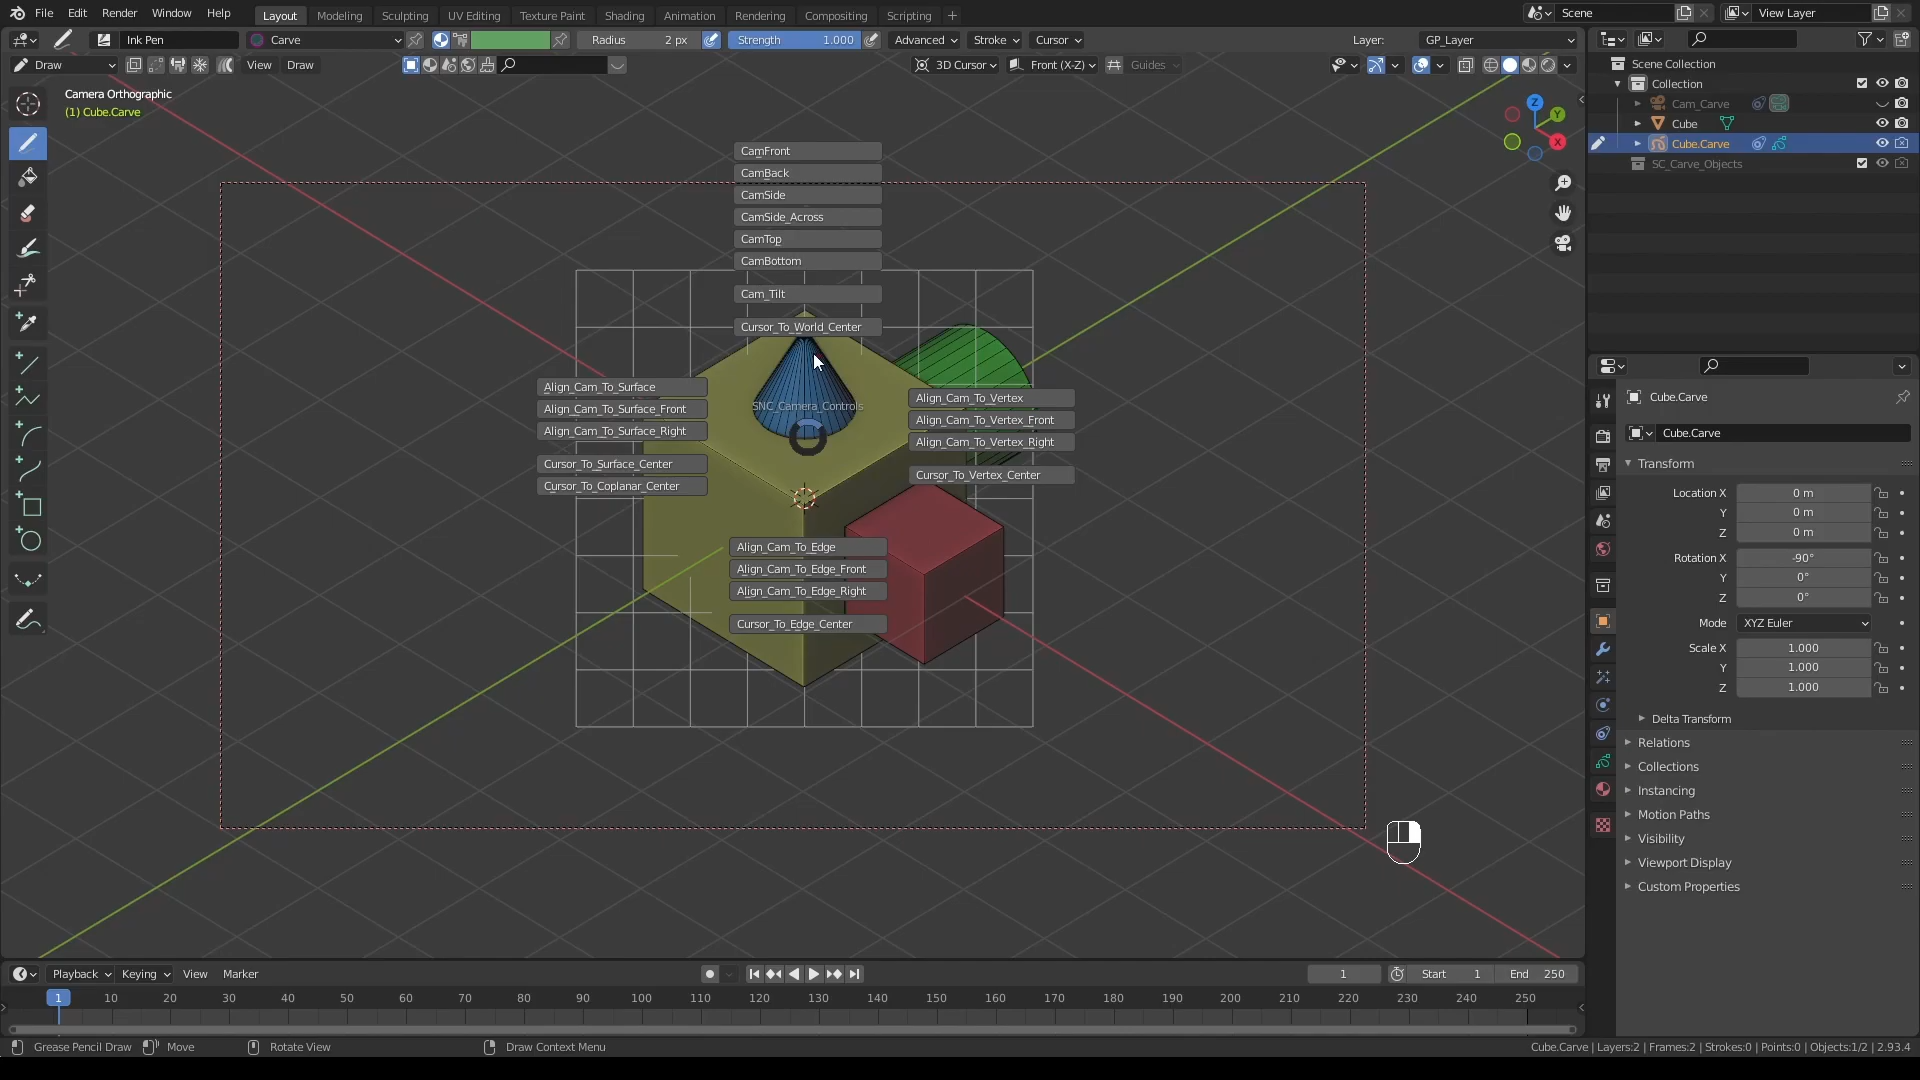 File Edit Render Window Help Layout Modeling Sculpting UV Editing Texture Paint Shading Animation Rendering Compositing Scripting + Scene View Layer
Ink Pen Carve Radius 2 px Strength 1.000 Advanced Stroke Cursor Layer: GP_Layer
Draw View Draw 3D Cursor Front (X-Z) Guides
Camera Orthographic
(1) Cube.Carve
CamFront
CamBack
CamSide
CamSide_Across
CamTop
CamBottom
Cam_Tilt
Cursor_To_World_Center
Align_Cam_To_Surface
Align_Cam_To_Surface_Front
Align_Cam_To_Surface_Right
Cursor_To_Surface_Center
Cursor_To_Coplanar_Center
SNC_Camera_Controls
Align_Cam_To_Vertex
Align_Cam_To_Vertex_Front
Align_Cam_To_Vertex_Right
Cursor_To_Vertex_Center
Align_Cam_To_Edge
Align_Cam_To_Edge_Front
Align_Cam_To_Edge_Right
Cursor_To_Edge_Center
Z
Y
X
Scene Collection
Collection
Cam_Carve
Cube
Cube.Carve
SC_Carve_Objects
Cube.Carve
Cube.Carve
Transform
Location X 0 m
Y 0 m
Z 0 m
Rotation X -90°
Y 0°
Z 0°
Mode XYZ Euler
Scale X 1.000
Y 1.000
Z 1.000
Delta Transform
Relations
Collections
Instancing
Motion Paths
Visibility
Viewport Display
Custom Properties
Playback Keying View Marker 1 Start 1 End 250
1 10 20 30 40 50 60 70 80 90 100 110 120 130 140 150 160 170 180 190 200 210 220 230 240 250
Grease Pencil Draw Move Rotate View Draw Context Menu Cube.Carve | Layers:2 | Frames:2 | Strokes:0 | Points:0 | Objects:1/2 | 2.93.4